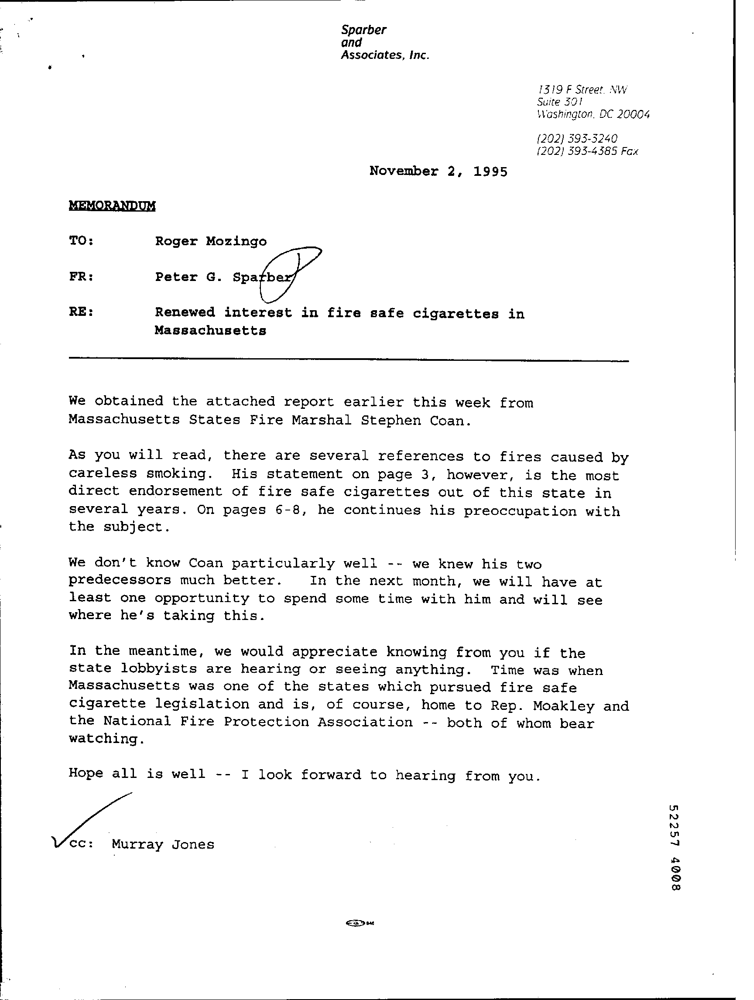 Sparber
and
Associates, Inc.
1319 F Street, NW
Suite 301
Washington, DC 20004
(202) 393-3240
(202) 393-4385 Fax
November 2, 1995
MEMORANDUM
TO: Roger Mozingo
FR: Peter G. Sparber
RE: Renewed interest in fire safe cigarettes in
Massachusetts
We obtained the attached report earlier this week from
Massachusetts States Fire Marshal Stephen Coan.
As you will read, there are several references to fires caused by
careless smoking. His statement on page 3, however, is the most
direct endorsement of fire safe cigarettes out of this state in
several years. On pages 6-8, he continues his preoccupation with
the subject.
We don't know Coan particularly well -- we knew his two
predecessors much better. In the next month, we will have at
least one opportunity to spend some time with him and will see
where he's taking this.
In the meantime, we would appreciate knowing from you if the
state lobbyists are hearing or seeing anything. Time was when
Massachusetts was one of the states which pursued fire safe
cigarette legislation and is, of course, home to Rep. Moakley and
the National Fire Protection Association -- both of whom bear
watching.
Hope all is well -- I look forward to hearing from you.
cc: Murray Jones
52257 4008